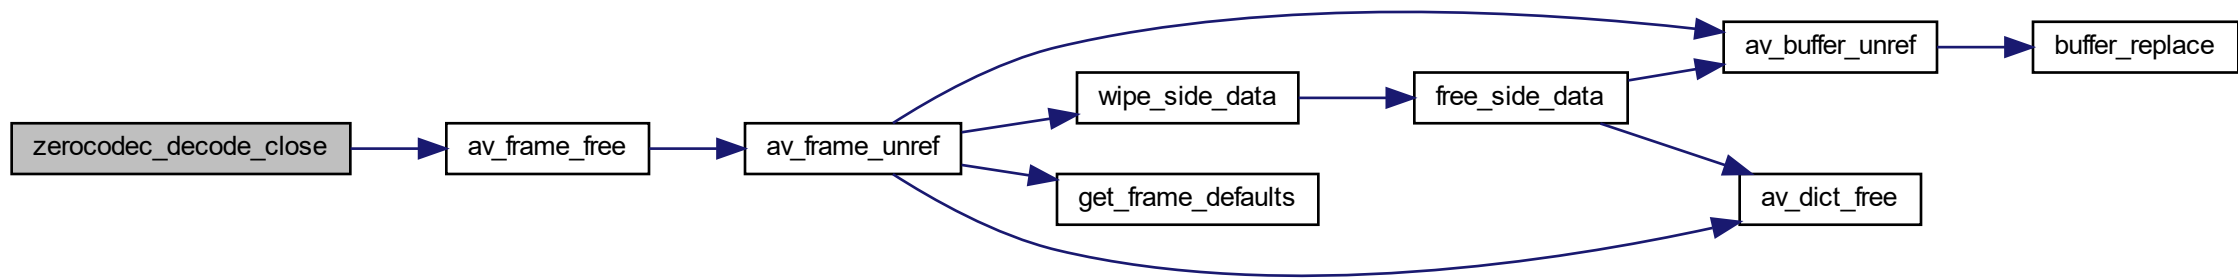 zerocodec_decode_close
av_frame_free
av_frame_unref
wipe_side_data
get_frame_defaults
free_side_data
av_buffer_unref
av_dict_free
buffer_replace